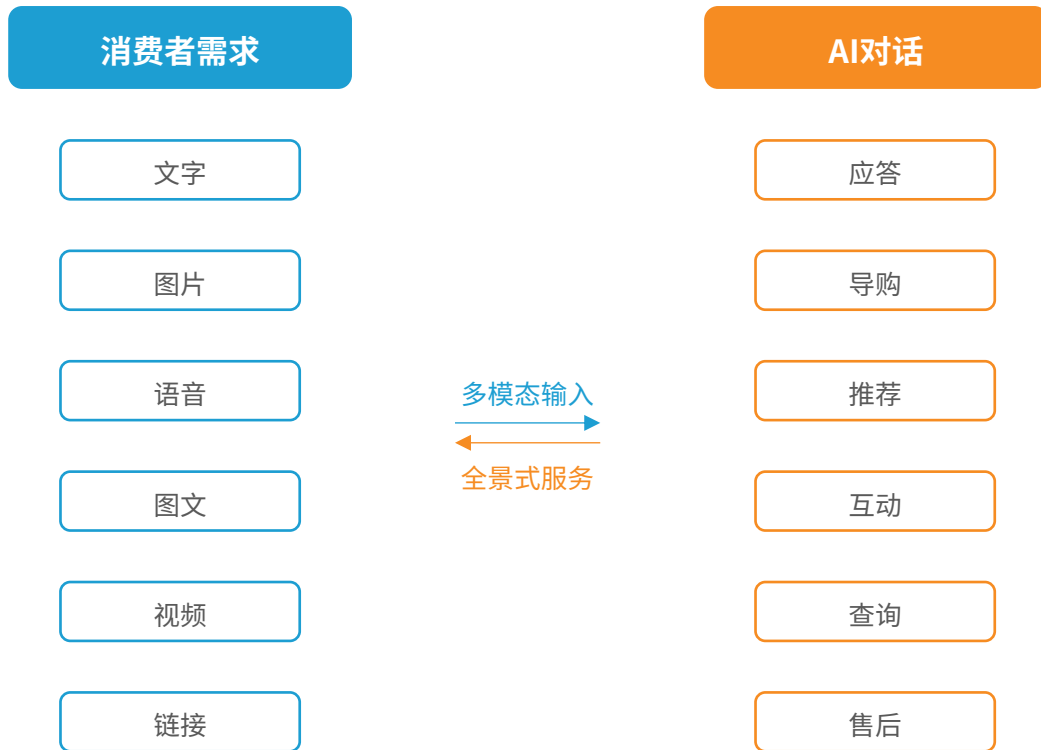 消费者需求
AI对话
文字
应答
图片
导购
语音
多模态输入
推荐
全景式服务
图文
互动
视频
查询
链接
售后